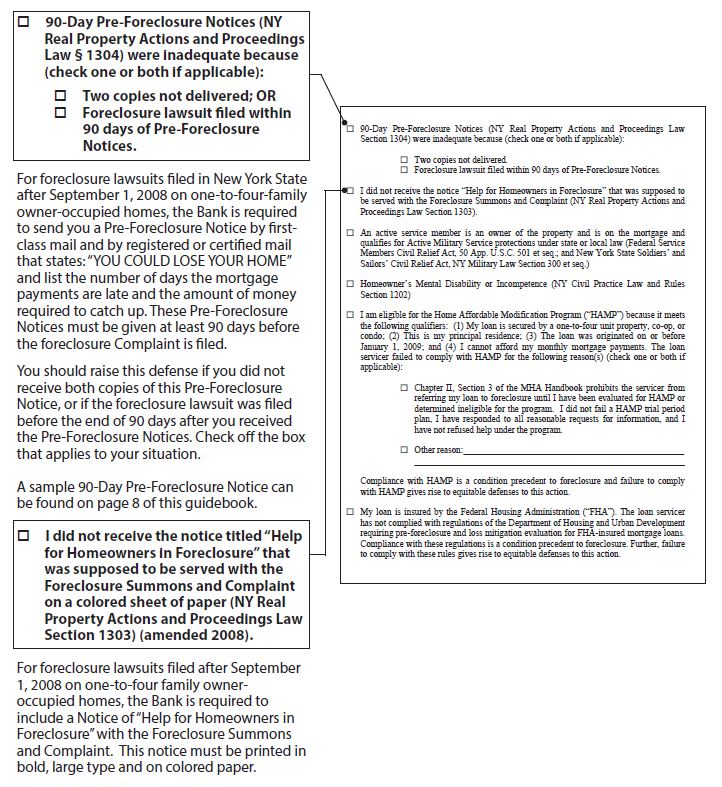 ☐ 90-Day Pre-Foreclosure Notices (NY
Real Property Actions and Proceedings
Law § 1304) were inadequate because
(check one or both if applicable):
☐ Two copies not delivered; OR
☐ Foreclosure lawsuit filed within
90 days of Pre-Foreclosure
Notices.
For foreclosure lawsuits filed in New York State
after September 1, 2008 on one-to-four-family
owner-occupied homes, the Bank is required
to send you a Pre-Foreclosure Notice by first-
class mail and by registered or certified mail
that states: “YOU COULD LOSE YOUR HOME”
and list the number of days the mortgage
payments are late and the amount of money
required to catch up. These Pre-Foreclosure
Notices must be given at least 90 days before
the foreclosure Complaint is filed.
You should raise this defense if you did not
receive both copies of this Pre-Foreclosure
Notice, or if the foreclosure lawsuit was filed
before the end of 90 days after you received
the Pre-Foreclosure Notices. Check off the box
that applies to your situation.
A sample 90-Day Pre-Foreclosure Notice can
be found on page 8 of this guidebook.
☐ I did not receive the notice titled “Help
for Homeowners in Foreclosure” that
was supposed to be served with the
Foreclosure Summons and Complaint
on a colored sheet of paper (NY Real
Property Actions and Proceedings Law
Section 1303) (amended 2008).
For foreclosure lawsuits filed after September
1, 2008 on one-to-four family owner-
occupied homes, the Bank is required to
include a Notice of “Help for Homeowners in
Foreclosure” with the Foreclosure Summons
and Complaint. This notice must be printed in
bold, large type and on colored paper.
☐ 90-Day Pre-Foreclosure Notices (NY Real Property Actions and Proceedings Law
Section 1304) were inadequate because (check one or both if applicable):
☐ Two copies not delivered.
☐ Foreclosure lawsuit filed within 90 days of Pre-Foreclosure Notices.
☐ I did not receive the notice “Help for Homeowners in Foreclosure” that was supposed to
be served with the Foreclosure Summons and Complaint (NY Real Property Actions and
Proceedings Law Section 1303).
☐ An active service member is an owner of the property and is on the mortgage and
qualifies for Active Military Service protections under state or local law (Federal Service
Members Civil Relief Act, 50 App. U.S.C. 501 et seq.; and New York State Soldiers’ and
Sailors’ Civil Relief Act, NY Military Law Section 300 et seq.)
☐ Homeowner’s Mental Disability or Incompetence (NY Civil Practice Law and Rules
Section 1202)
☐ I am eligible for the Home Affordable Modification Program (“HAMP”) because it meets
the following qualifiers: (1) My loan is secured by a one-to-four unit property, co-op, or
condo; (2) This is my principal residence; (3) The loan was originated on or before
January 1, 2009; and (4) I cannot afford my monthly mortgage payments. The loan
servicer failed to comply with HAMP for the following reason(s) (check one or both if
applicable):
☐ Chapter II, Section 3 of the MHA Handbook prohibits the servicer from
referring my loan to foreclosure until I have been evaluated for HAMP or
determined ineligible for the program. I did not fail a HAMP trial period
plan, I have responded to all reasonable requests for information, and I
have not refused help under the program.
☐ Other reason:
Compliance with HAMP is a condition precedent to foreclosure and failure to comply
with HAMP gives rise to equitable defenses to this action.
☐ My loan is insured by the Federal Housing Administration (“FHA”). The loan servicer
has not complied with regulations of the Department of Housing and Urban Development
requiring pre-foreclosure and loss mitigation evaluation for FHA-insured mortgage loans.
Compliance with these regulations is a condition precedent to foreclosure. Further, failure
to comply with these rules gives rise to equitable defenses to this action.